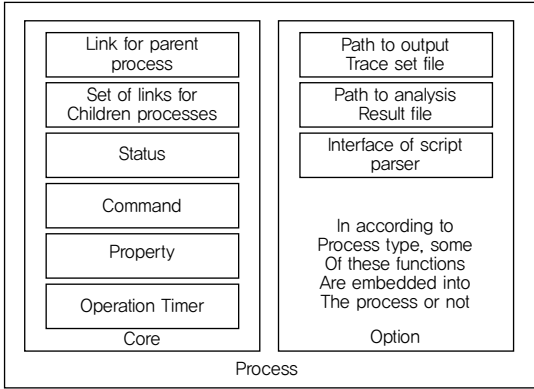 Link for parent
process
Set of links for
Children processes
Status
Command
Property
Operation Timer
Core
Path to output
Trace set file
Path to analysis
Result file
Interface of script
parser
In according to
Process type, some
Of these functions
Are embedded into
The process or not
Option
Process